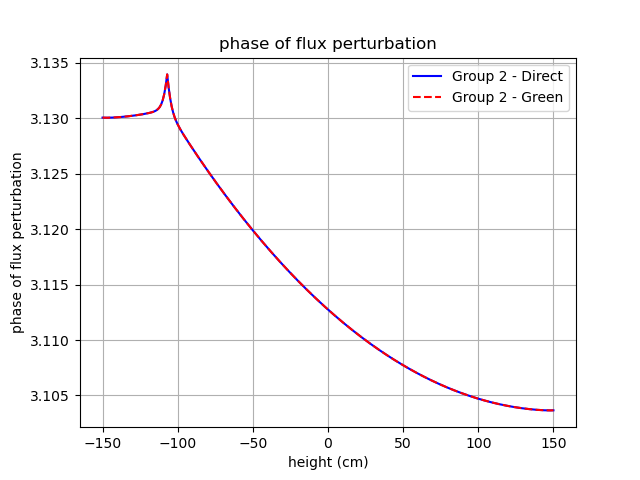 phase of flux perturbation
3.135
3.130
3.125
3.120
3.115
3.110
3.105
phase of flux perturbation
Group 2 - Direct
Group 2 - Green
−150
−100
−50
0
50
100
150
height (cm)